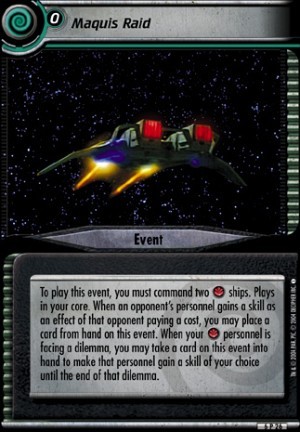 0 Maquis Raid
Event
To play this event, you must command two ships. Plays
in your core. When an opponent's personnel gains a skill as
an effect of that opponent paying a cost, you may place a
card from hand on this event. When your personnel is
facing a dilemma, you may take a card on this event into
hand to make that personnel gain a skill of your choice
until the end of that dilemma.